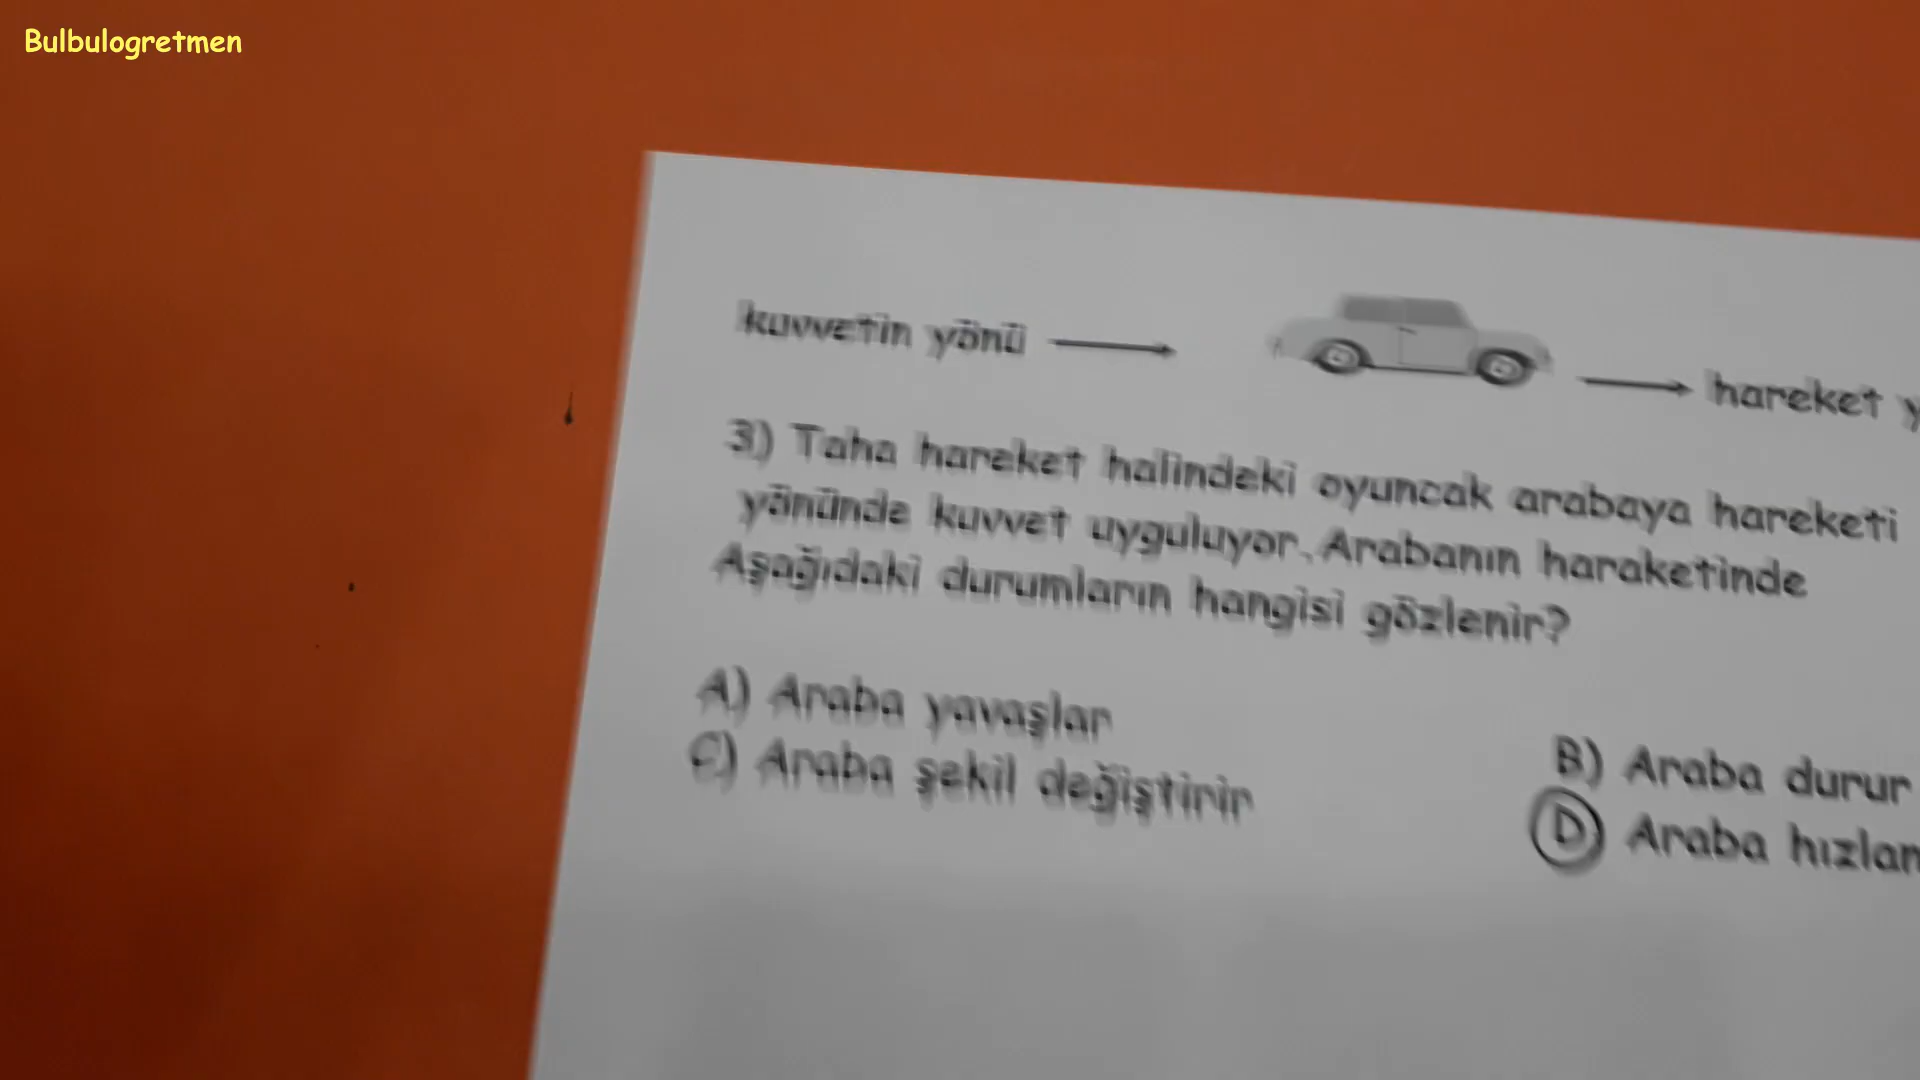 Bulbulogretmen
kuvvetin yönü
hareket y
3) Taha hareket halindeki oyuncak arabaya hareketi
yönünde kuvvet uyguluyor. Arabanın haraketinde
Aşağıdaki durumların hangisi gözlenir?
A) Araba yavaşlar
B) Araba durur
C) Araba şekil değiştirir
D) Araba hızlan